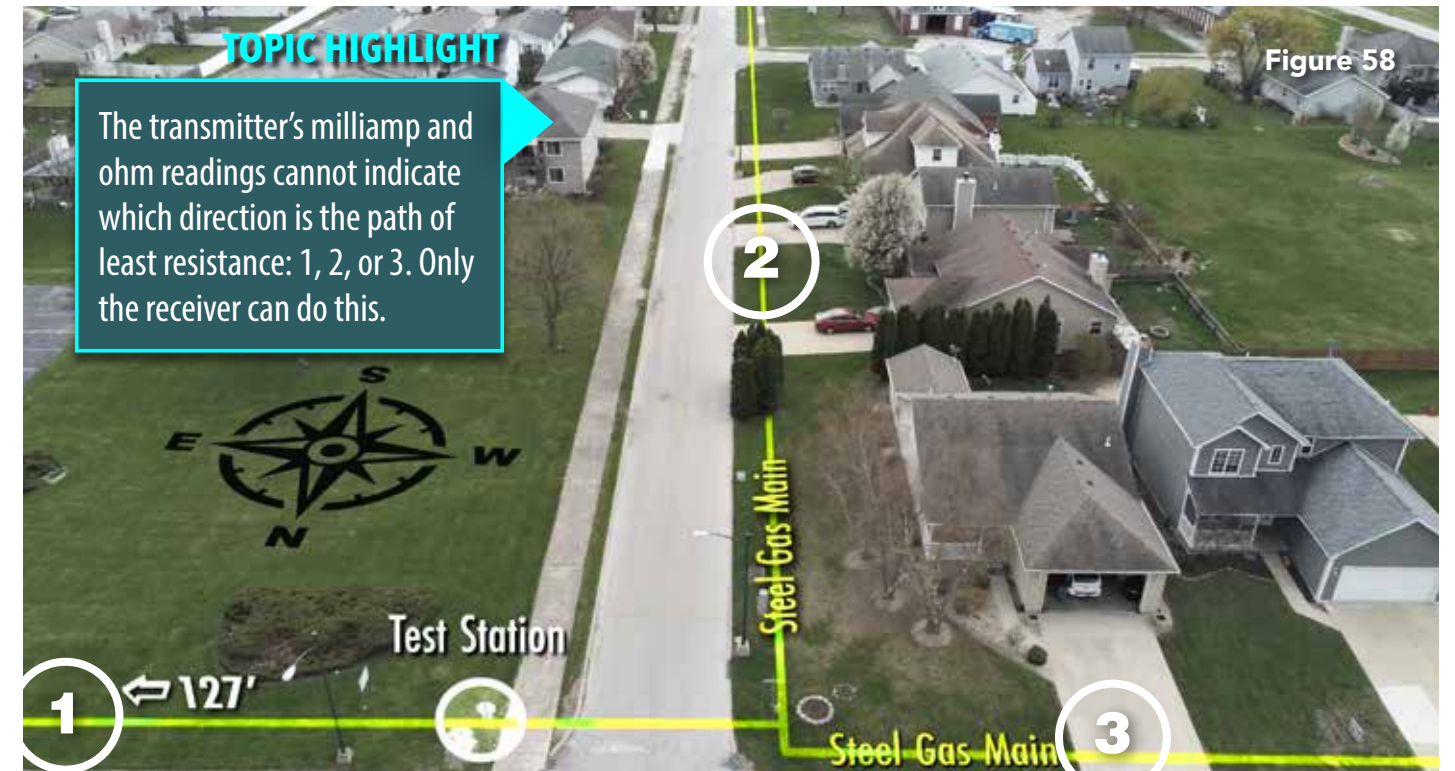 TOPIC HIGHLIGHT
Figure 58
The transmitter's milliamp and
ohm readings cannot indicate
which direction is the path of
least resistance: 1, 2, or 3. Only
the receiver can do this.
2
S
E
W
N
Steel Gas Main
Test Station
1
127'
Steel Gas Main
3